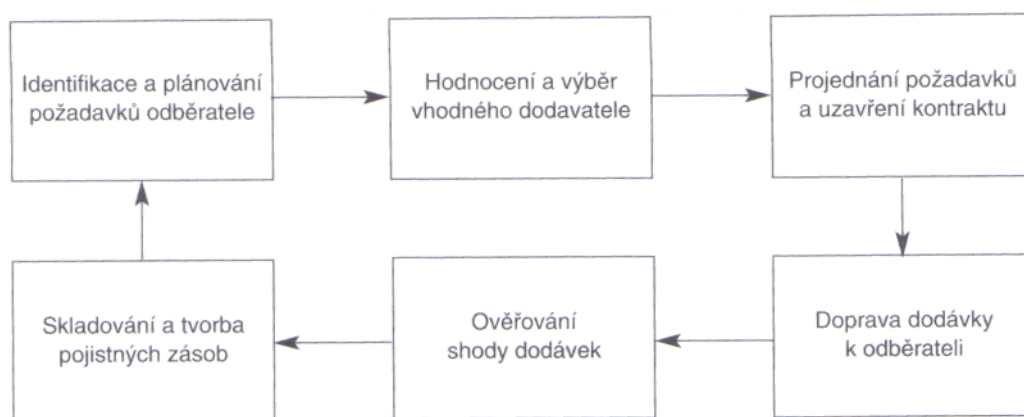 Identifikace a plánování
požadavků odběratele
Hodnocení a výběr
vhodného dodavatele
Projednání požadavků
a uzavření kontraktu
Doprava dodávky
k odběrateli
Ověřování
shody dodávek
Skladování a tvorba
pojistných zásob